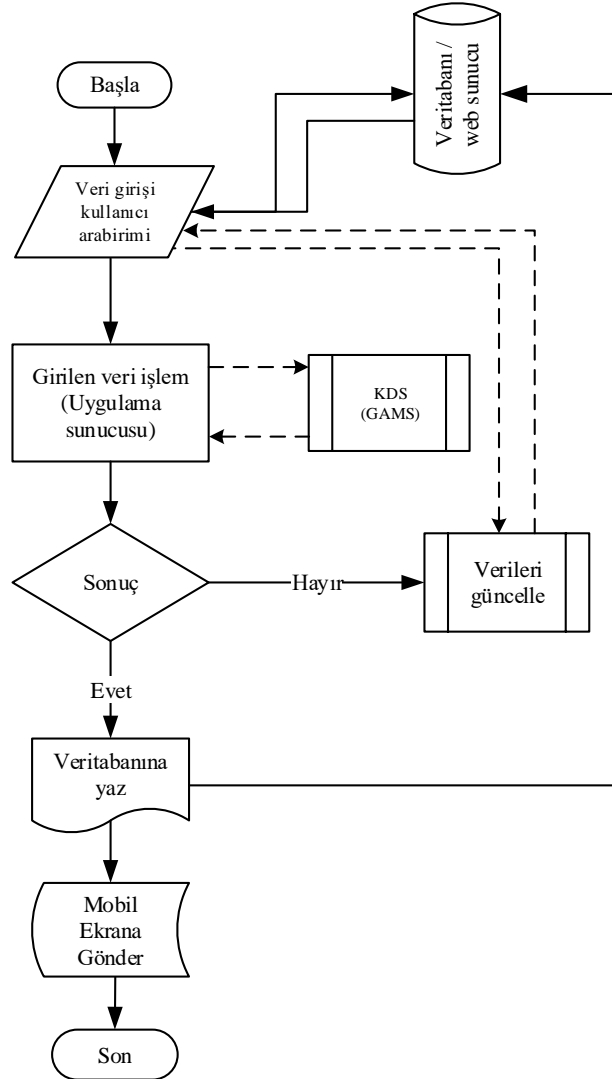 Başla
Veritabanı /
web sunucu
Veri girişi
kullanıcı
arabirimi
Girilen veri işlem
(Uygulama
sunucusu)
KDS
(GAMS)
Sonuç
Hayır
Verileri
güncelle
Evet
Veritabanına
yaz
Mobil
Ekrana
Gönder
Son